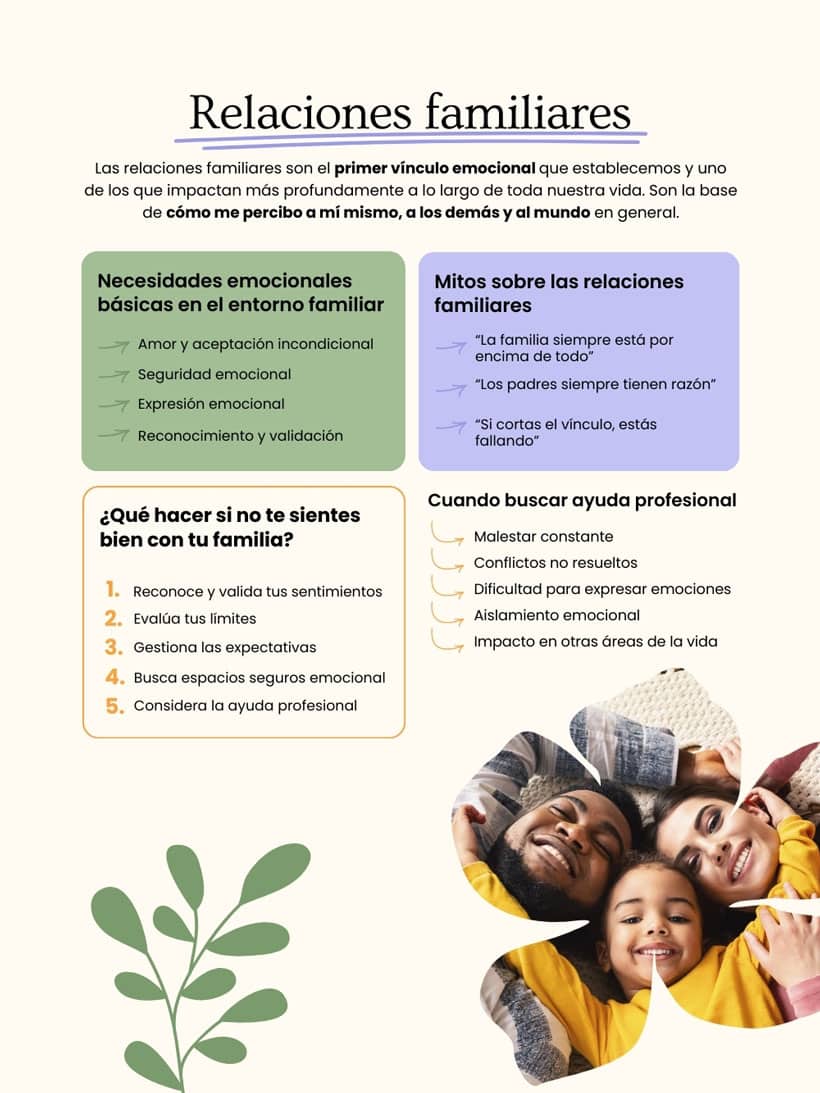 Relaciones familiares
Las relaciones familiares son el primer vínculo emocional que establecemos y uno
de los que impactan más profundamente a lo largo de toda nuestra vida. Son la base
de cómo me percibo a mí mismo, a los demás y al mundo en general.
Necesidades emocionales
básicas en el entorno familiar
Amor y aceptación incondicional
Seguridad emocional
Expresión emocional
Reconocimiento y validación
Mitos sobre las relaciones
familiares
“La familia siempre está por
encima de todo”
“Los padres siempre tienen razón”
“Si cortas el vínculo, estás
fallando”
¿Qué hacer si no te sientes
bien con tu familia?
1. Reconoce y valida tus sentimientos
2. Evalúa tus límites
3. Gestiona las expectativas
4. Busca espacios seguros emocional
5. Considera la ayuda profesional
Cuando buscar ayuda profesional
Malestar constante
Conflictos no resueltos
Dificultad para expresar emociones
Aislamiento emocional
Impacto en otras áreas de la vida